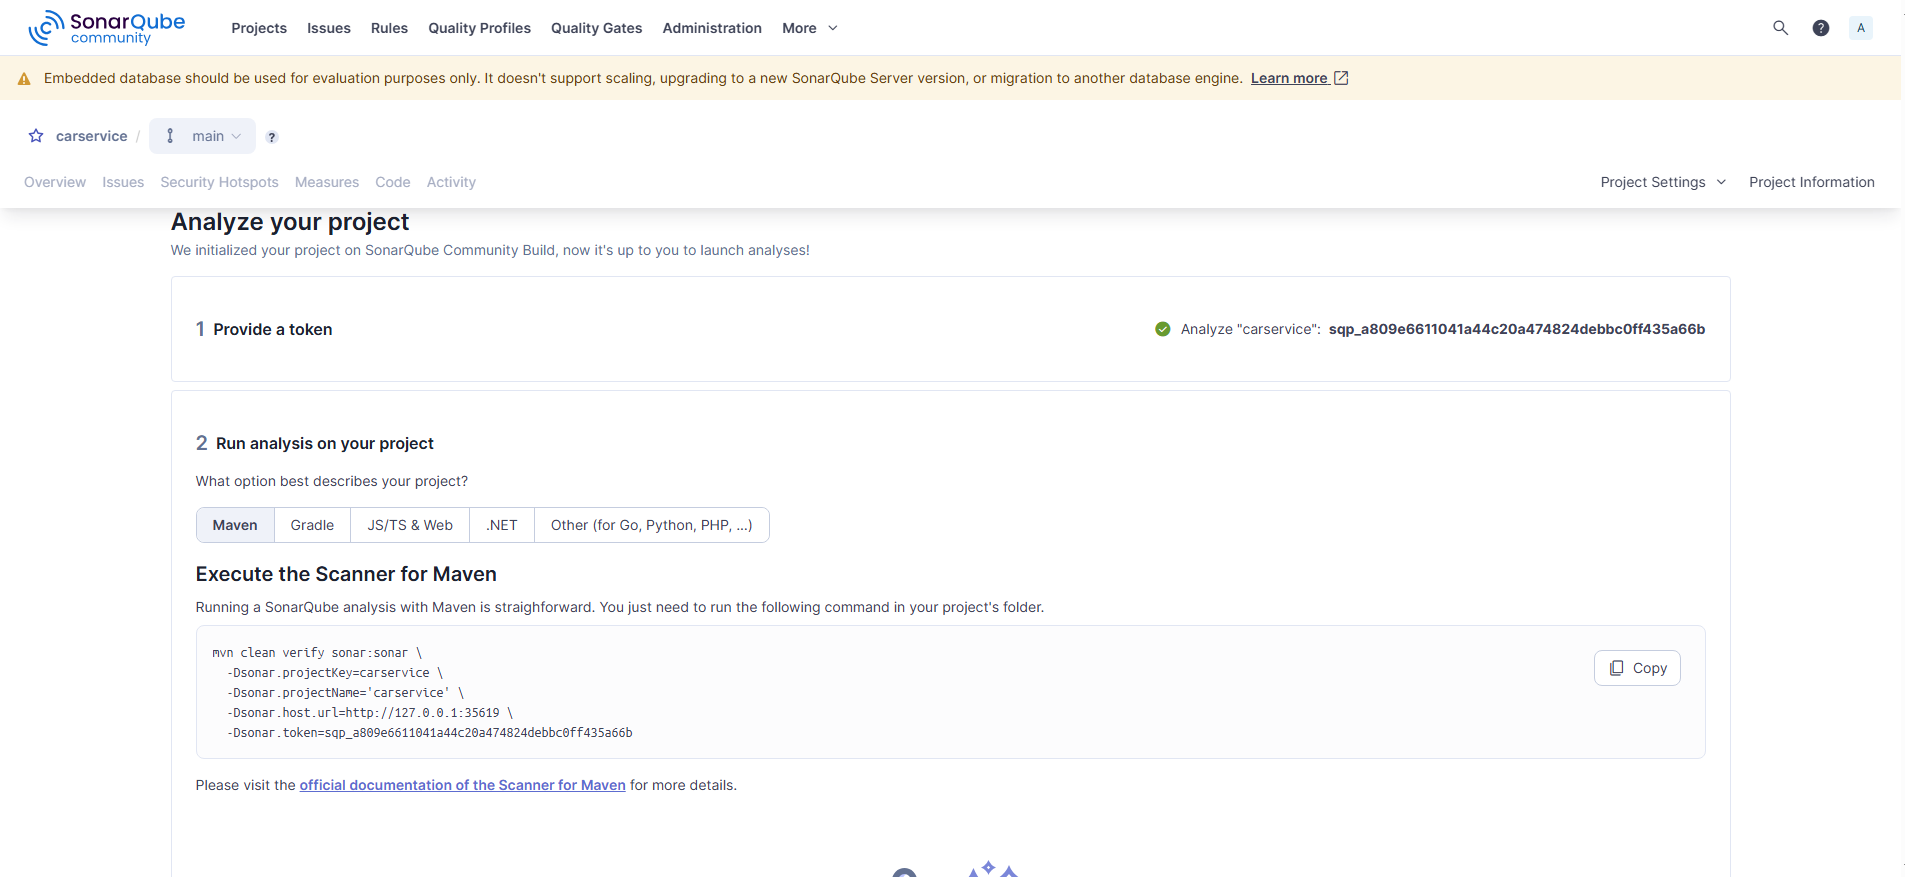 SonarQube community Projects Issues Rules Quality Profiles Quality Gates Administration More ? A
Embedded database should be used for evaluation purposes only. It doesn't support scaling, upgrading to a new SonarQube Server version, or migration to another database engine. Learn more
carservice / main ?
Overview Issues Security Hotspots Measures Code Activity Project Settings Project Information
Analyze your project
We initialized your project on SonarQube Community Build, now it's up to you to launch analyses!
1 Provide a token Analyze "carservice": sqp_a809e6611041a44c20a474824debbc0ff435a66b
2 Run analysis on your project
What option best describes your project?
Maven Gradle JS/TS & Web .NET Other (for Go, Python, PHP, ...)
Execute the Scanner for Maven
Running a SonarQube analysis with Maven is straighforward. You just need to run the following command in your project's folder.
mvn clean verify sonar:sonar \
-Dsonar.projectKey=carservice \
-Dsonar.projectName='carservice' \
-Dsonar.host.url=http://127.0.0.1:35619 \
-Dsonar.token=sqp_a809e6611041a44c20a474824debbc0ff435a66b
Copy
Please visit the official documentation of the Scanner for Maven for more details.